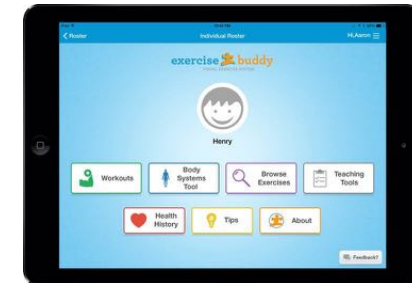 Roster
Individual Roster
Hi, Aaron
exercise buddy
Henry
Workouts
Body
Systems
Tool
Browse
Exercises
Teaching
Tools
Health
History
Tips
About
Feedback?